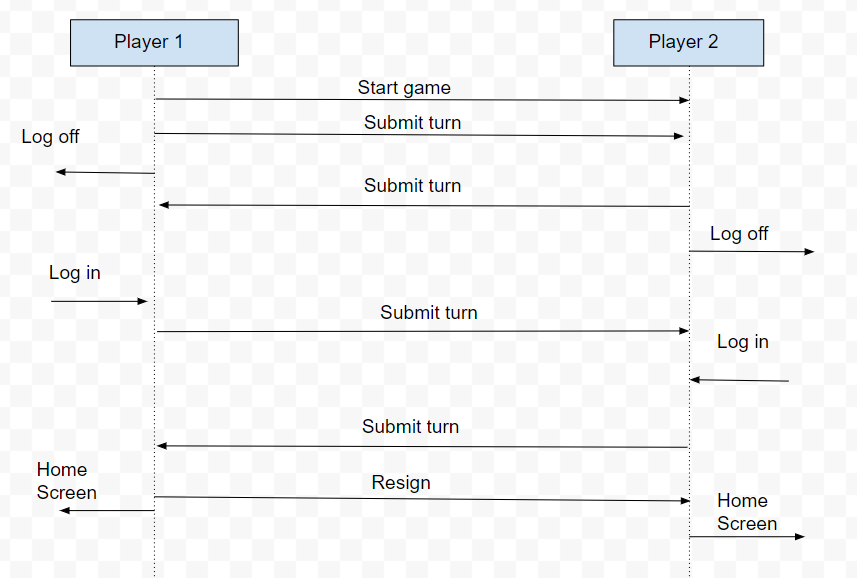 Player 1
Player 2
Start game
Submit turn
Log off
Submit turn
Log off
Log in
Submit turn
Log in
Submit turn
Home
Screen
Resign
Home
Screen